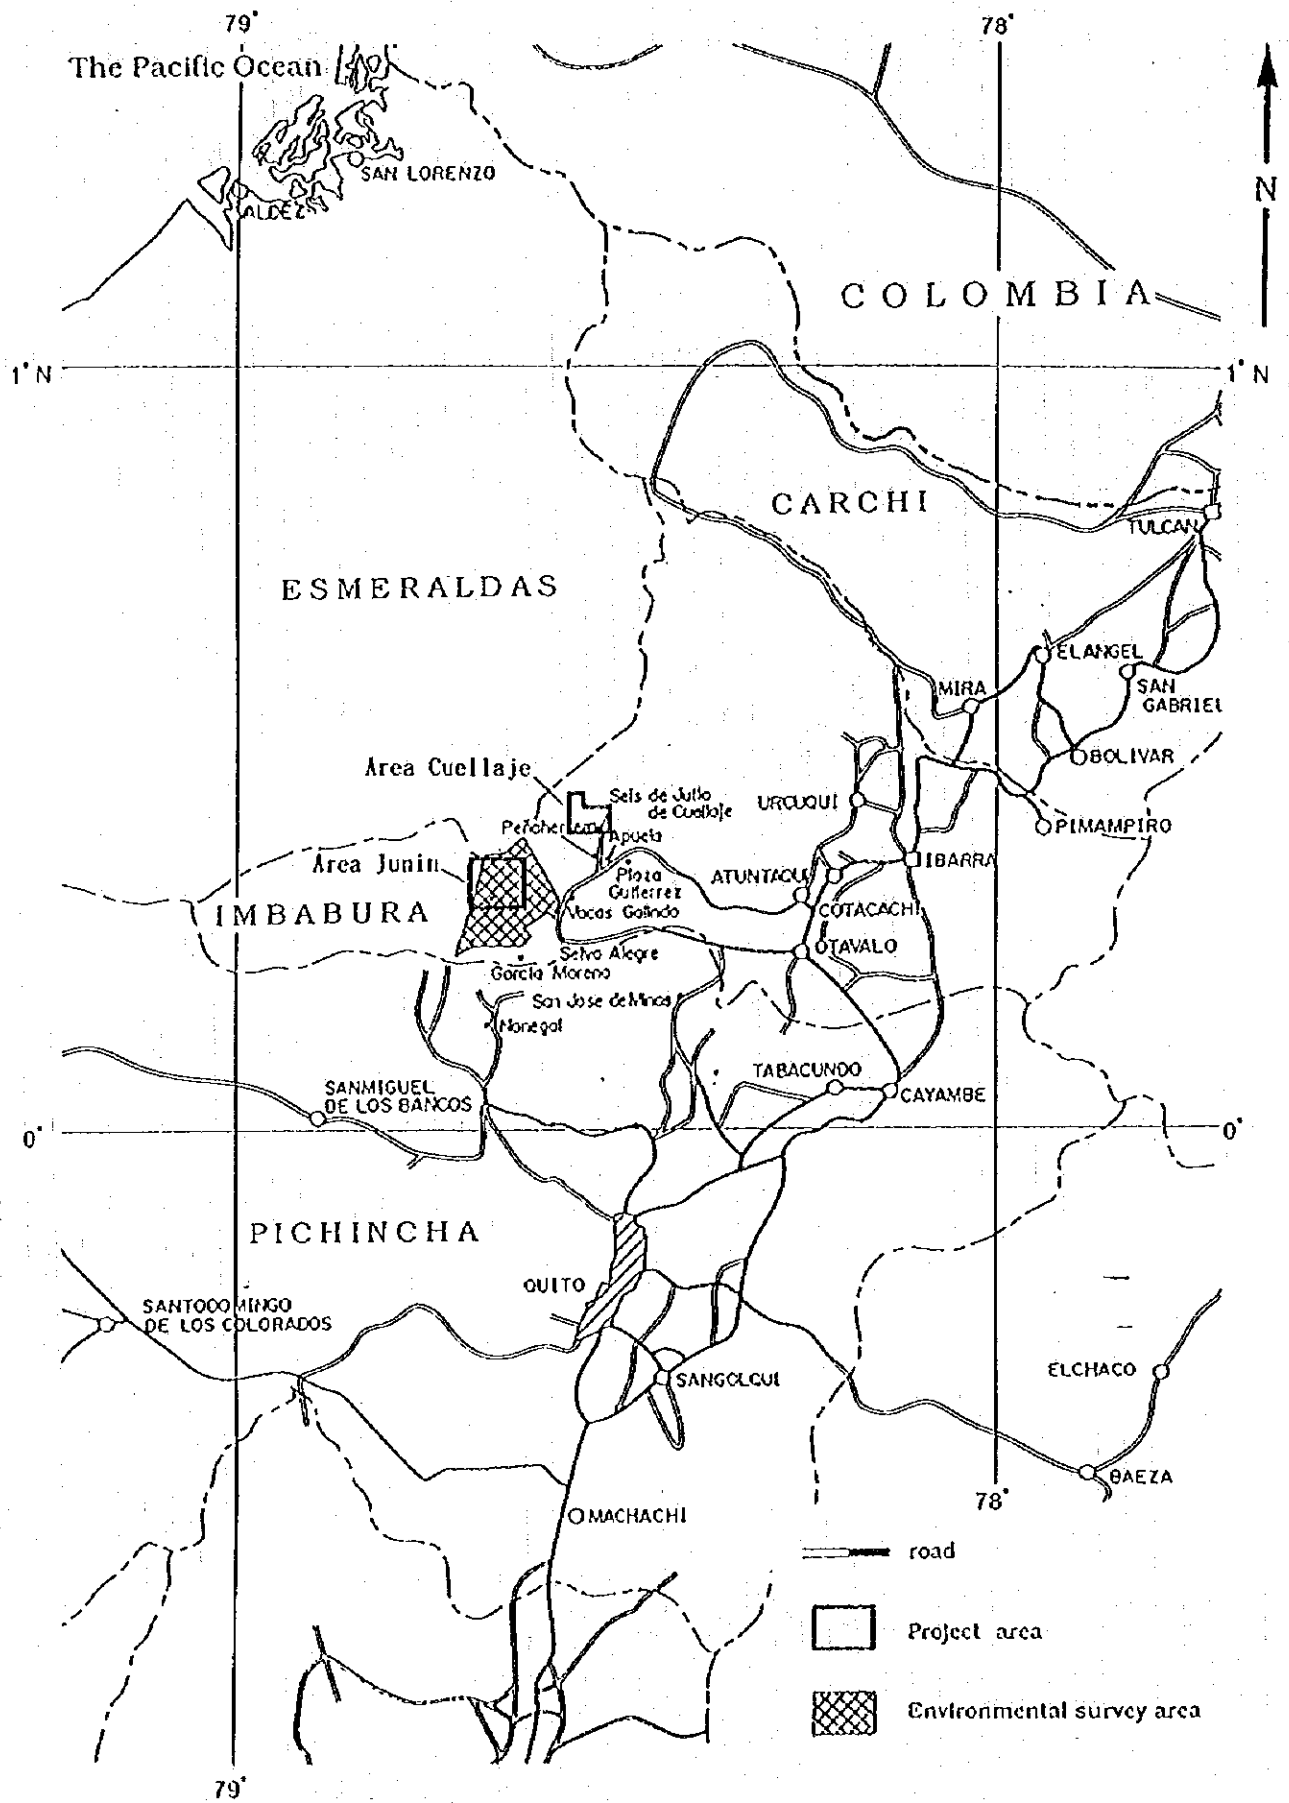 79°
78°
The Pacific Ocean
SAN LORENZO
ALDEZ
N
COLOMBIA
1° N
1° N
CARCHI
TULCAN
ESMERALDAS
EL ANGEL
MIRA
SAN
GABRIEL
BOLIVAR
Area Cuellaje
Seis de Julio
de Cuellaje
URCUQUI
PIMAMPIRO
Apuela
Area Junin
IBARRA
Plaza
Gutierrez
ATUNTAQUI
IMBABURA
Vacas Galindo
COTACACHI
OTAVALO
Selva Alegre
García Moreno
San Jose de Minas
Nanegal
TABACUNDO
SANMIGUEL
DE LOS BANCOS
CAYAMBE
0°
0°
PICHINCHA
QUITO
SANTODOMINGO
DE LOS COLORADOS
ELCHACO
SANGOLGUI
BAEZA
78°
MACHACHI
road
Project area
Environmental survey area
79°